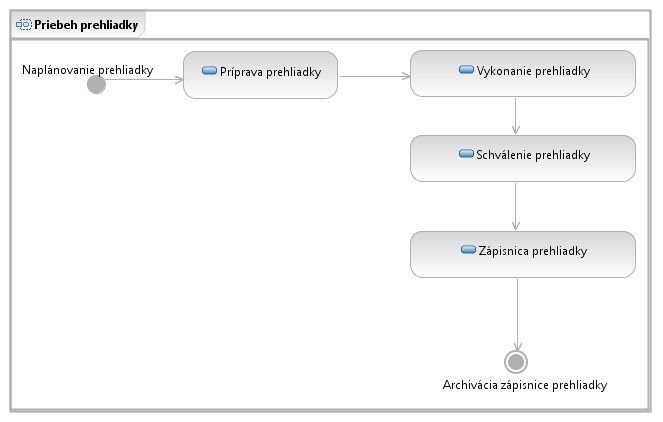 Priebeh prehliadky
Naplánovanie prehliadky
Príprava prehliadky
Vykonanie prehliadky
Schválenie prehliadky
Zápisnica prehliadky
Archivácia zápisnice prehliadky